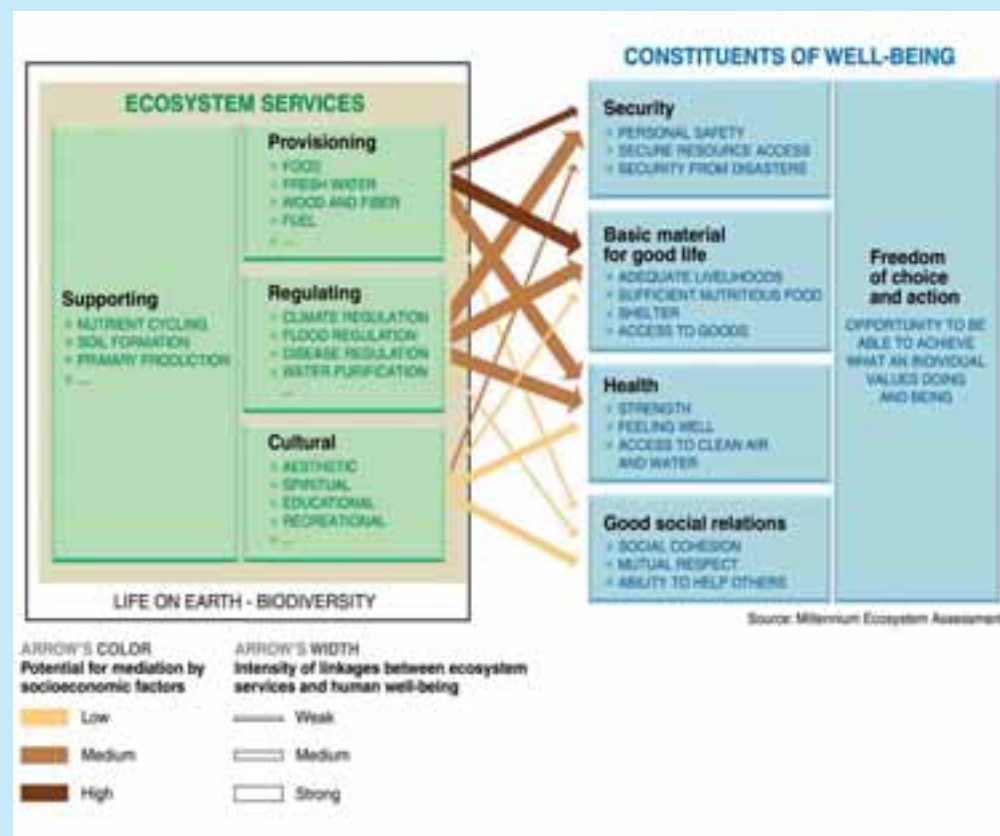 CONSTITUENTS OF WELL-BEING
ECOSYSTEM SERVICES
Supporting
NUTRIENT CYCLING
SOIL FORMATION
PRIMARY PRODUCTION
...
Provisioning
FOOD
FRESH WATER
WOOD AND FIBER
FUEL
...
Regulating
CLIMATE REGULATION
FLOOD REGULATION
DISEASE REGULATION
WATER PURIFICATION
...
Cultural
AESTHETIC
SPIRITUAL
EDUCATIONAL
RECREATIONAL
...
LIFE ON EARTH - BIODIVERSITY
Security
PERSONAL SAFETY
SECURE RESOURCE ACCESS
SECURITY FROM DISASTERS
Basic material
for good life
ADEQUATE LIVELIHOODS
SUFFICIENT NUTRITIOUS FOOD
SHELTER
ACCESS TO GOODS
Health
STRENGTH
FEELING WELL
ACCESS TO CLEAN AIR
AND WATER
Good social relations
SOCIAL COHESION
MUTUAL RESPECT
ABILITY TO HELP OTHERS
Freedom
of choice
and action
OPPORTUNITY TO BE
ABLE TO ACHIEVE
WHAT AN INDIVIDUAL
VALUES DOING
AND BEING
Source: Millennium Ecosystem Assessment
ARROW'S COLOR
Potential for mediation by
socioeconomic factors
Low
Medium
High
ARROW'S WIDTH
Intensity of linkages between ecosystem
services and human well-being
Weak
Medium
Strong